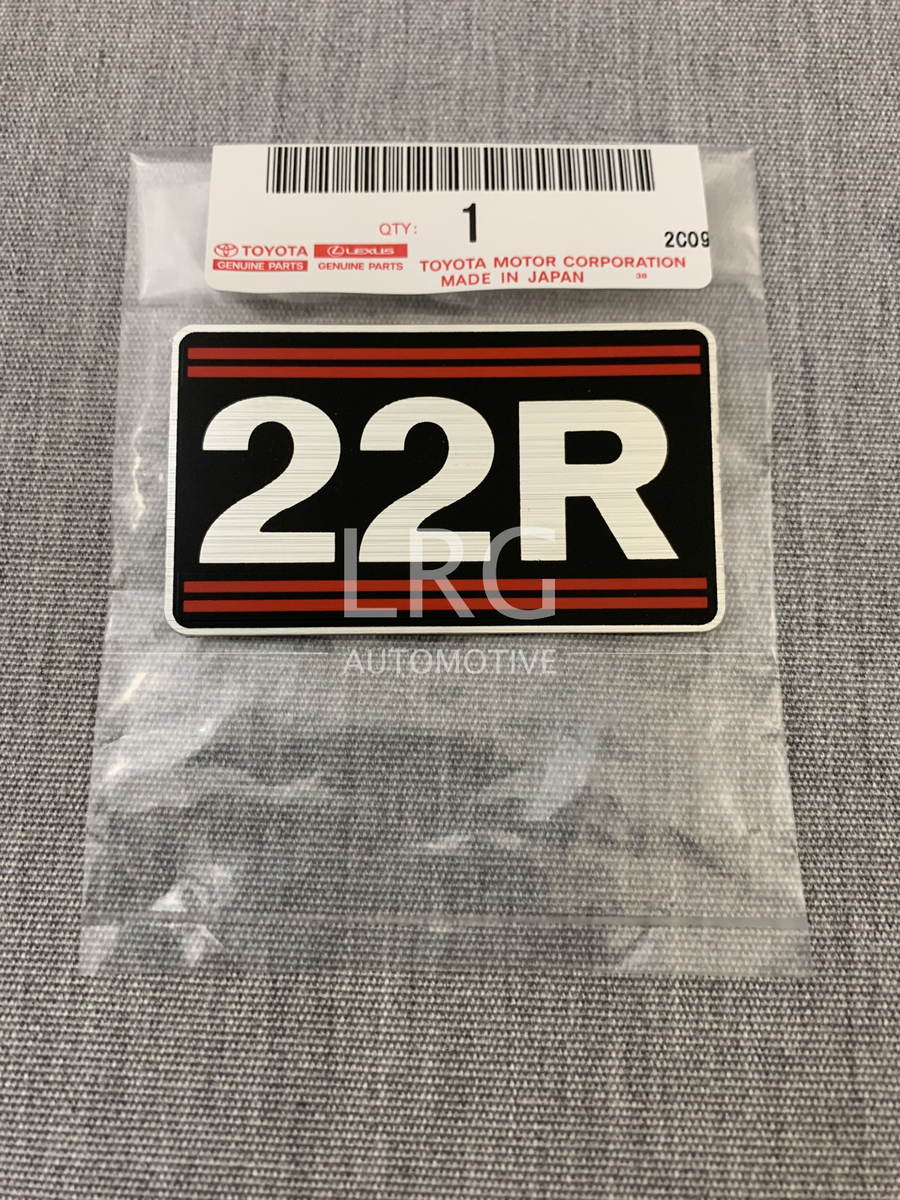 QTY: 1
2C09
TOYOTA LEXUS
GENUINE PARTS GENUINE PARTS
TOYOTA MOTOR CORPORATION
MADE IN JAPAN 38
22R
LRG
AUTOMOTIVE